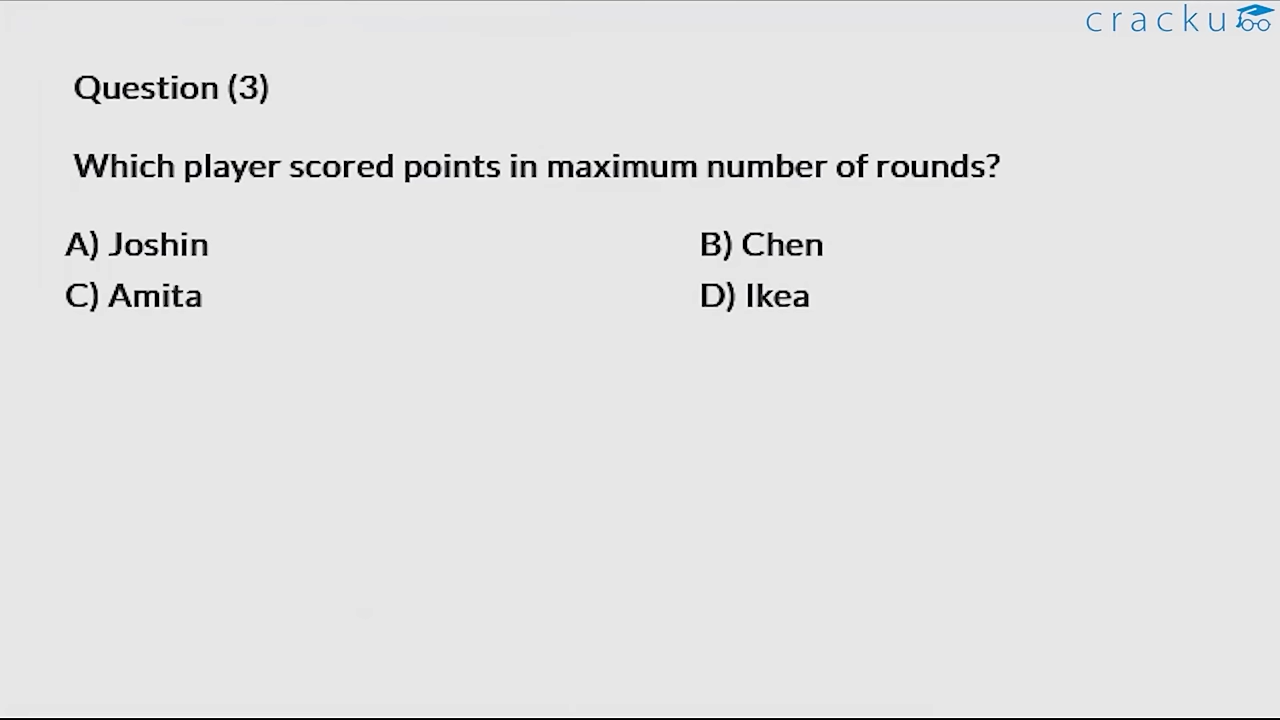 cracku
Question (3)
Which player scored points in maximum number of rounds?
A) Joshin
B) Chen
C) Amita
D) Ikea